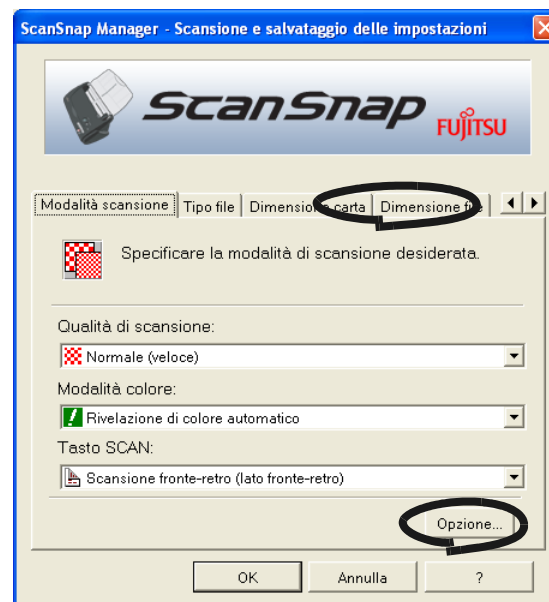 ScanSnap Manager - Scansione e salvataggio delle impostazioni
ScanSnap
FUJITSU
Modalità scansione Tipo file Dimensione carta Dimensione file
Specificare la modalità di scansione desiderata.
Qualità di scansione:
Normale (veloce)
Modalità colore:
Rivelazione di colore automatico
Tasto SCAN:
Scansione fronte-retro (lato fronte-retro)
Opzione...
OK Annulla ?